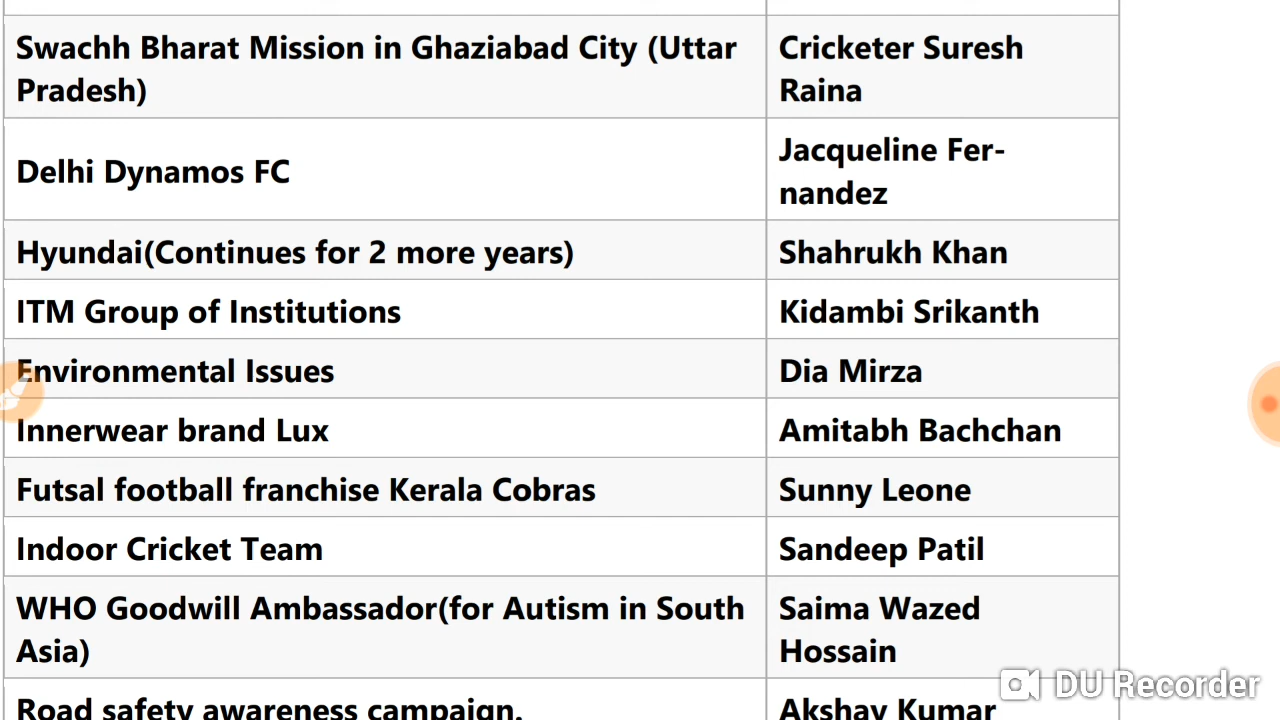 Swachh Bharat Mission in Ghaziabad City (Uttar
Pradesh)
Cricketer Suresh
Raina
Delhi Dynamos FC
Jacqueline Fer-
nandez
Hyundai(Continues for 2 more years)
Shahrukh Khan
ITM Group of Institutions
Kidambi Srikanth
Environmental Issues
Dia Mirza
Innerwear brand Lux
Amitabh Bachchan
Futsal football franchise Kerala Cobras
Sunny Leone
Indoor Cricket Team
Sandeep Patil
WHO Goodwill Ambassador(for Autism in South
Asia)
Saima Wazed
Hossain
Road safety awareness campaign.
Akshay Kumar
DU Recorder